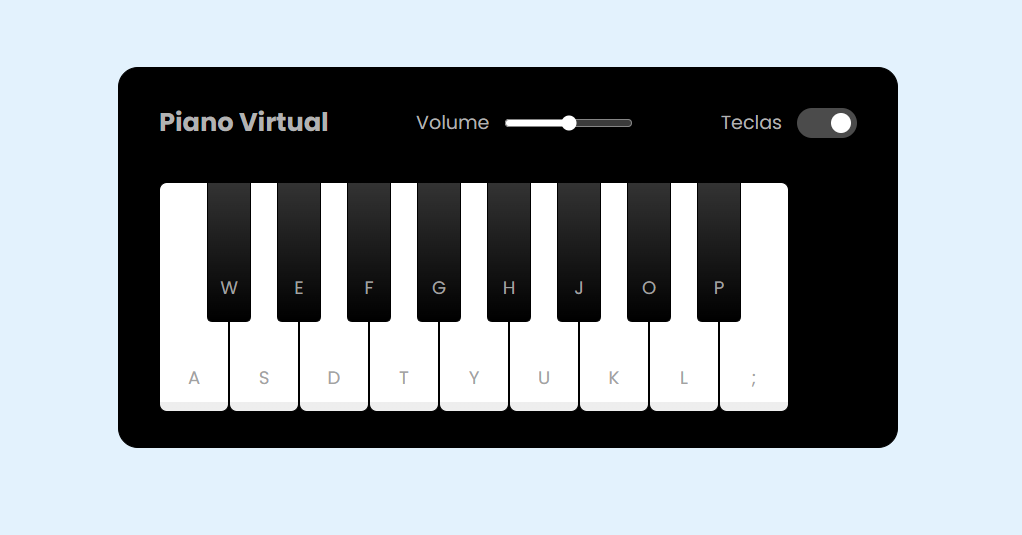 Piano Virtual
Volume
Teclas
W E F G H J O P
A S D T Y U K L ;